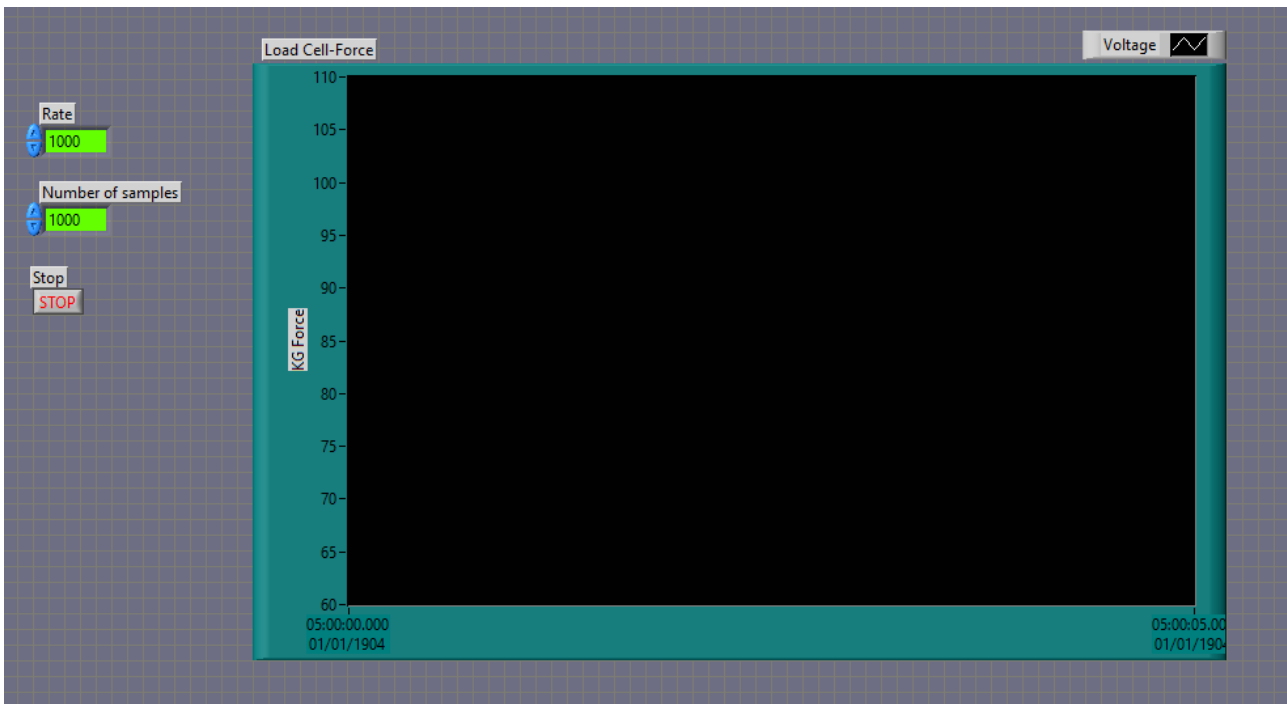 Load Cell-Force
Voltage
Rate
1000
Number of samples
1000
Stop
STOP
KG Force
110
105
100
95
90
85
80
75
70
65
60
05:00:00.000
01/01/1904
05:00:05.00
01/01/190